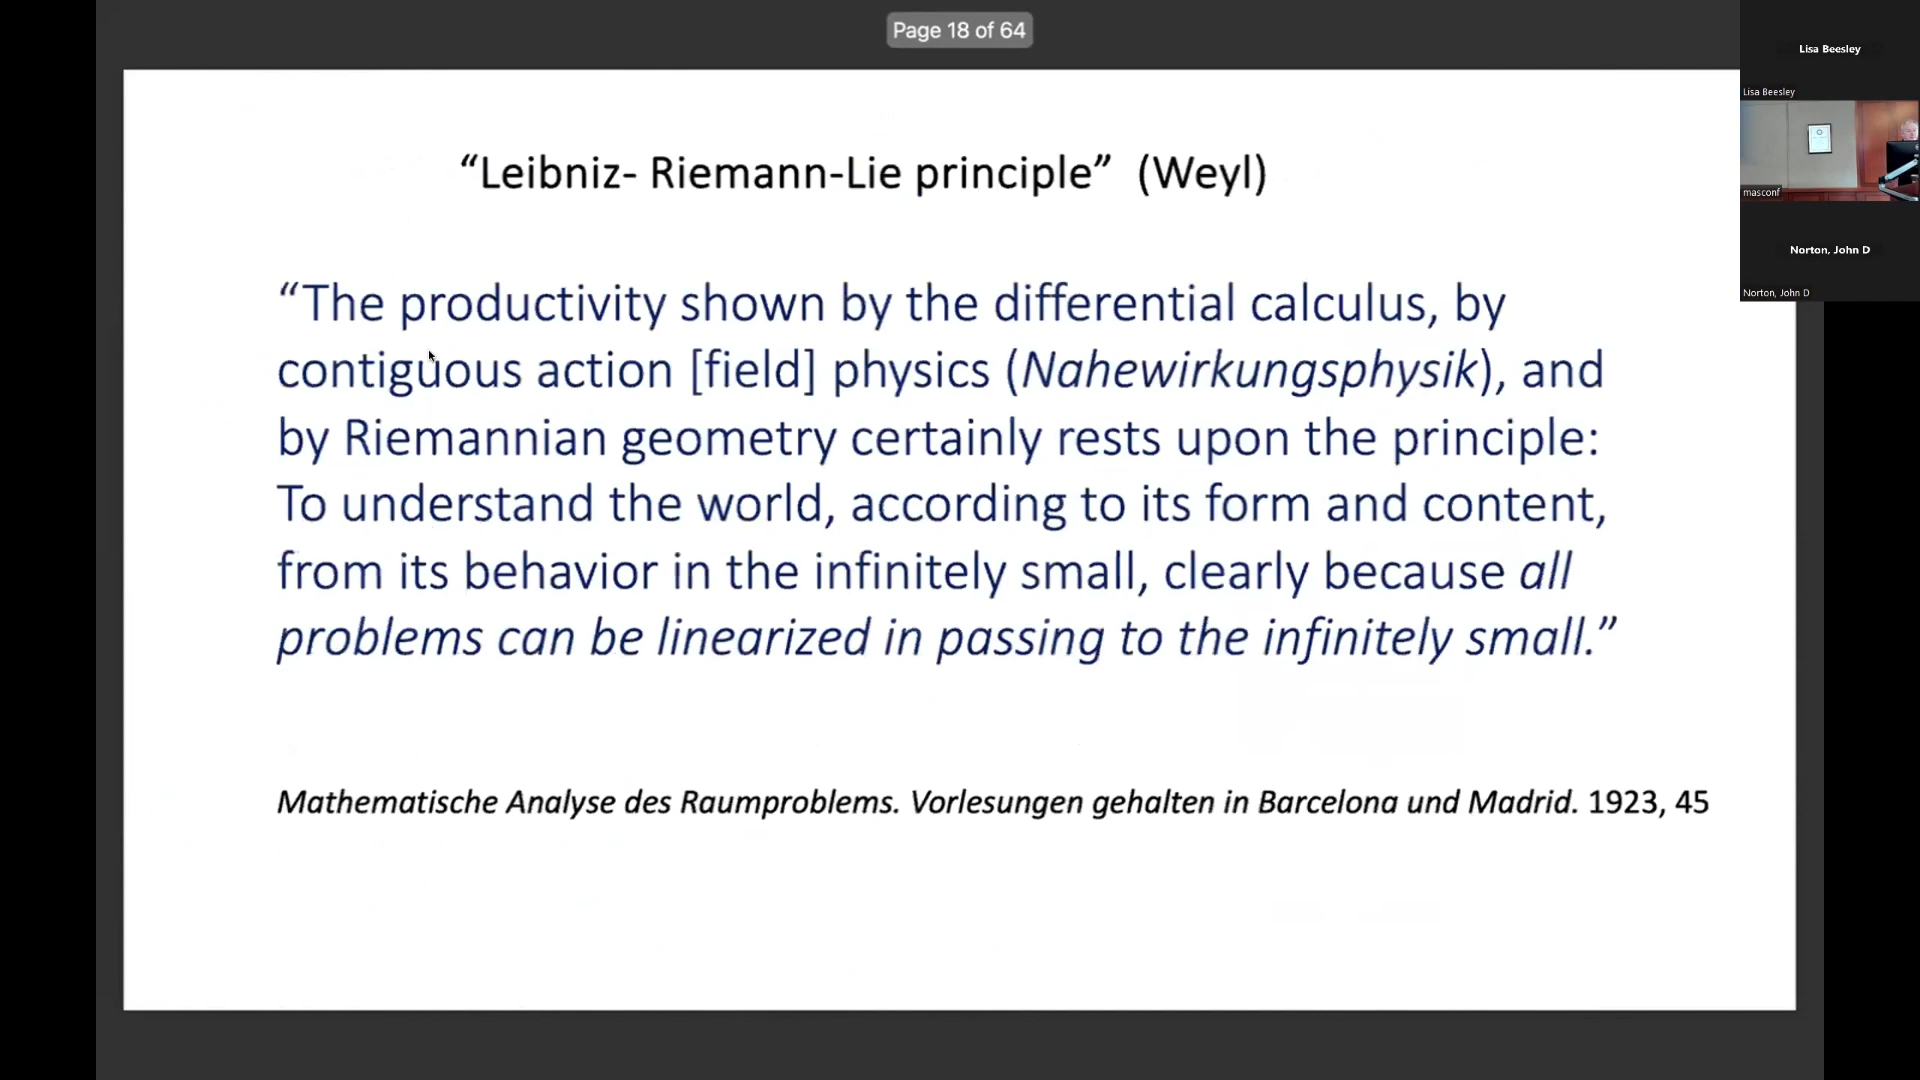 Page 18 of 64
“Leibniz- Riemann-Lie principle” (Weyl)
“The productivity shown by the differential calculus, by
contiguous action [field] physics (Nahewirkungsphysik), and
by Riemannian geometry certainly rests upon the principle:
To understand the world, according to its form and content,
from its behavior in the infinitely small, clearly because all
problems can be linearized in passing to the infinitely small.”
Mathematische Analyse des Raumproblems. Vorlesungen gehalten in Barcelona und Madrid. 1923, 45
Lisa Beesley
Lisa Beesley
masconf
Norton, John D
Norton, John D